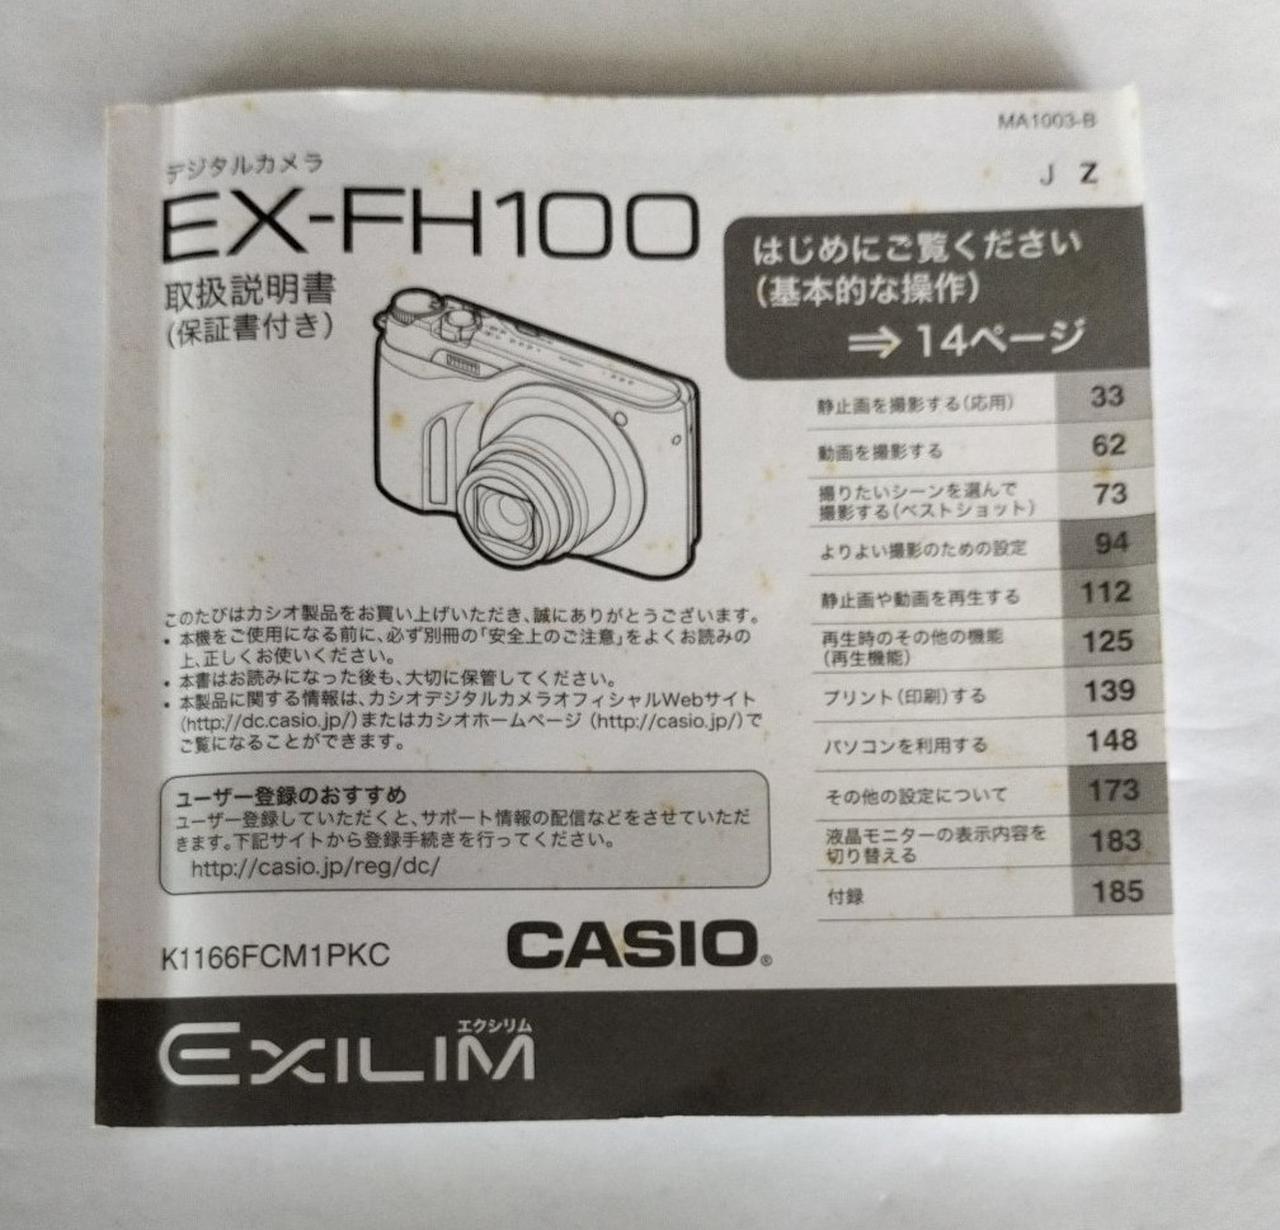 MA1003-B
J Z
デジタルカメラ
EX-FH100
取扱説明書
(保証書付き)
はじめにご覧ください
(基本的な操作)
⇒ 14ページ
静止画を撮影する(応用) 33
動画を撮影する 62
撮りたいシーンを選んで
撮影する(ベストショット) 73
よりよい撮影のための設定 94
静止画や動画を再生する 112
再生時のその他の機能
(再生機能) 125
プリント(印刷)する 139
パソコンを利用する 148
その他の設定について 173
液晶モニターの表示内容を
切り替える 183
付録 185
このたびはカシオ製品をお買い上げいただき、誠にありがとうございます。
• 本機をご使用になる前に、必ず別冊の「安全上のご注意」をよくお読みの
上、正しくお使いください。
• 本書はお読みになった後も、大切に保管してください。
• 本製品に関する情報は、カシオデジタルカメラオフィシャルWebサイト
(http://dc.casio.jp/)またはカシオホームページ (http://casio.jp/)で
ご覧になることができます。
ユーザー登録のおすすめ
ユーザー登録していただくと、サポート情報の配信などをさせていただ
きます。下記サイトから登録手続きを行ってください。
http://casio.jp/reg/dc/
K1166FCM1PKC
CASIO®
エクシリム
EXILIM